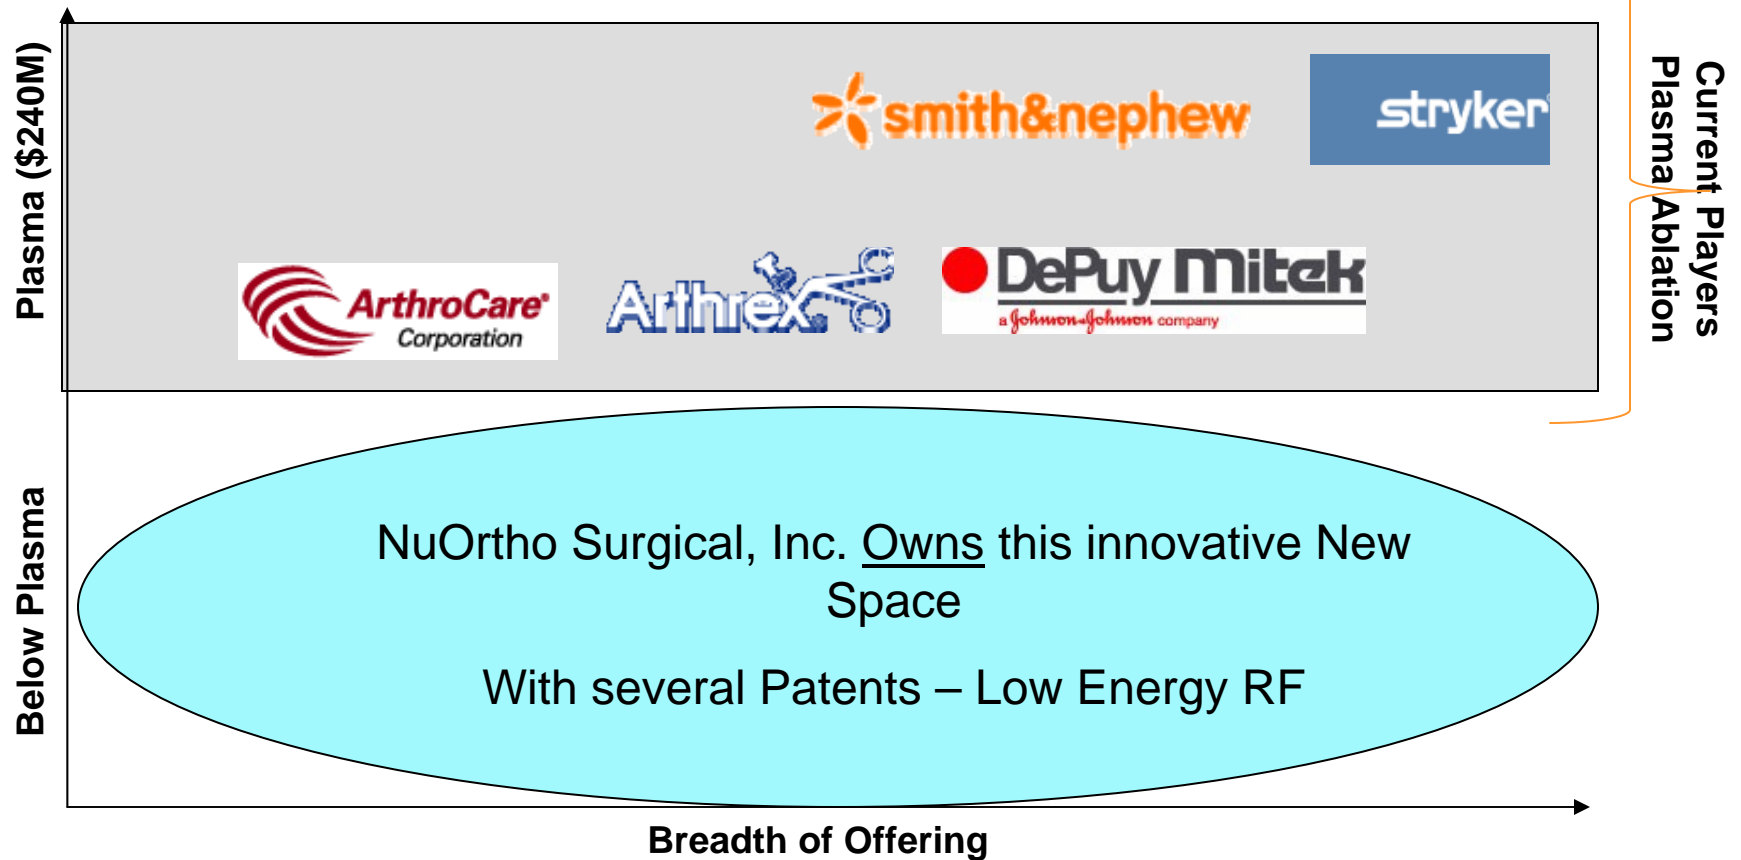 Plasma ($240M)
smith&nephew
stryker
Current Players
Plasma Ablation
ArthroCare®
Corporation
Arthrex
DePuy Mitek
a Johnson-Johnson company
Below Plasma
NuOrtho Surgical, Inc. Owns this innovative New
Space
With several Patents – Low Energy RF
Breadth of Offering